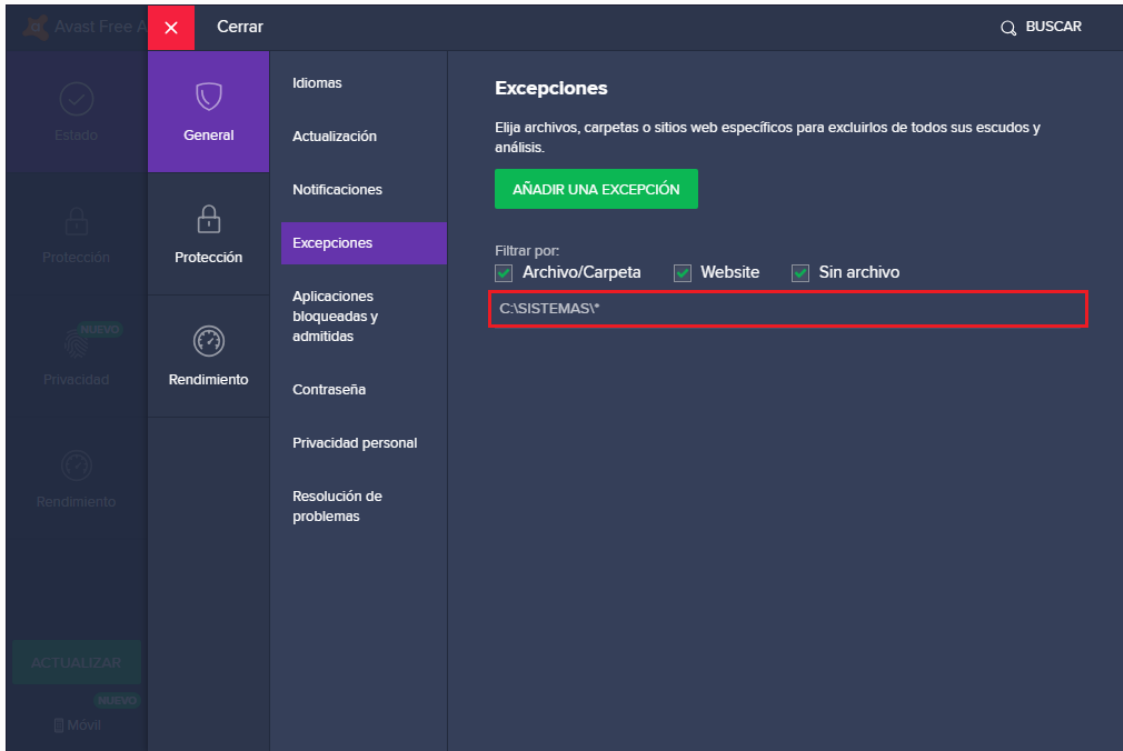 Avast Free A
Cerrar
BUSCAR
Estado
Protección
NUEVO
Privacidad
Rendimiento
ACTUALIZAR
NUEVO
Móvil
General
Protección
Rendimiento
Idiomas
Actualización
Notificaciones
Excepciones
Aplicaciones
bloqueadas y
admitidas
Contraseña
Privacidad personal
Resolución de
problemas
Excepciones
Elija archivos, carpetas o sitios web específicos para excluirlos de todos sus escudos y
análisis.
AÑADIR UNA EXCEPCIÓN
Filtrar por:
Archivo/Carpeta Website Sin archivo
C:\SISTEMAS\*